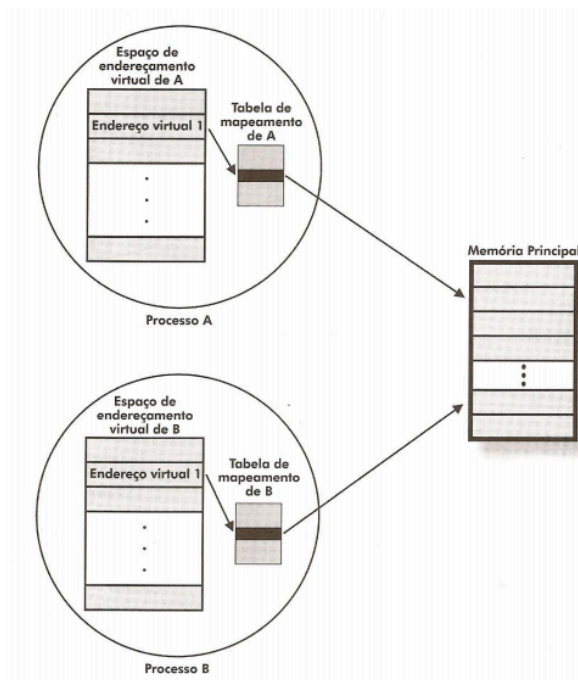 Espaço de
endereçamento
virtual de A
Endereço virtual 1
Tabela de
mapeamento
de A
Processo A
Memória Principal
Espaço de
endereçamento
virtual de B
Endereço virtual 1
Tabela de
mapeamento
de B
Processo B